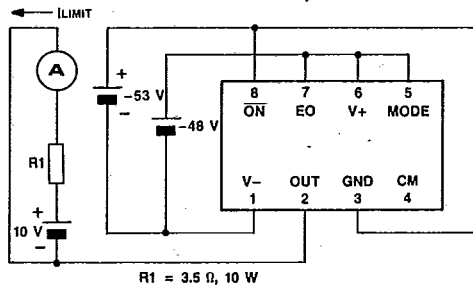 ILIMIT
A
+
-53 V
-
-48 V
R1
+
10 V
-
8 7 6 5
ON EO V+ MODE
V- OUT GND CM
1 2 3 4
R1 = 3.5 Ω, 10 W